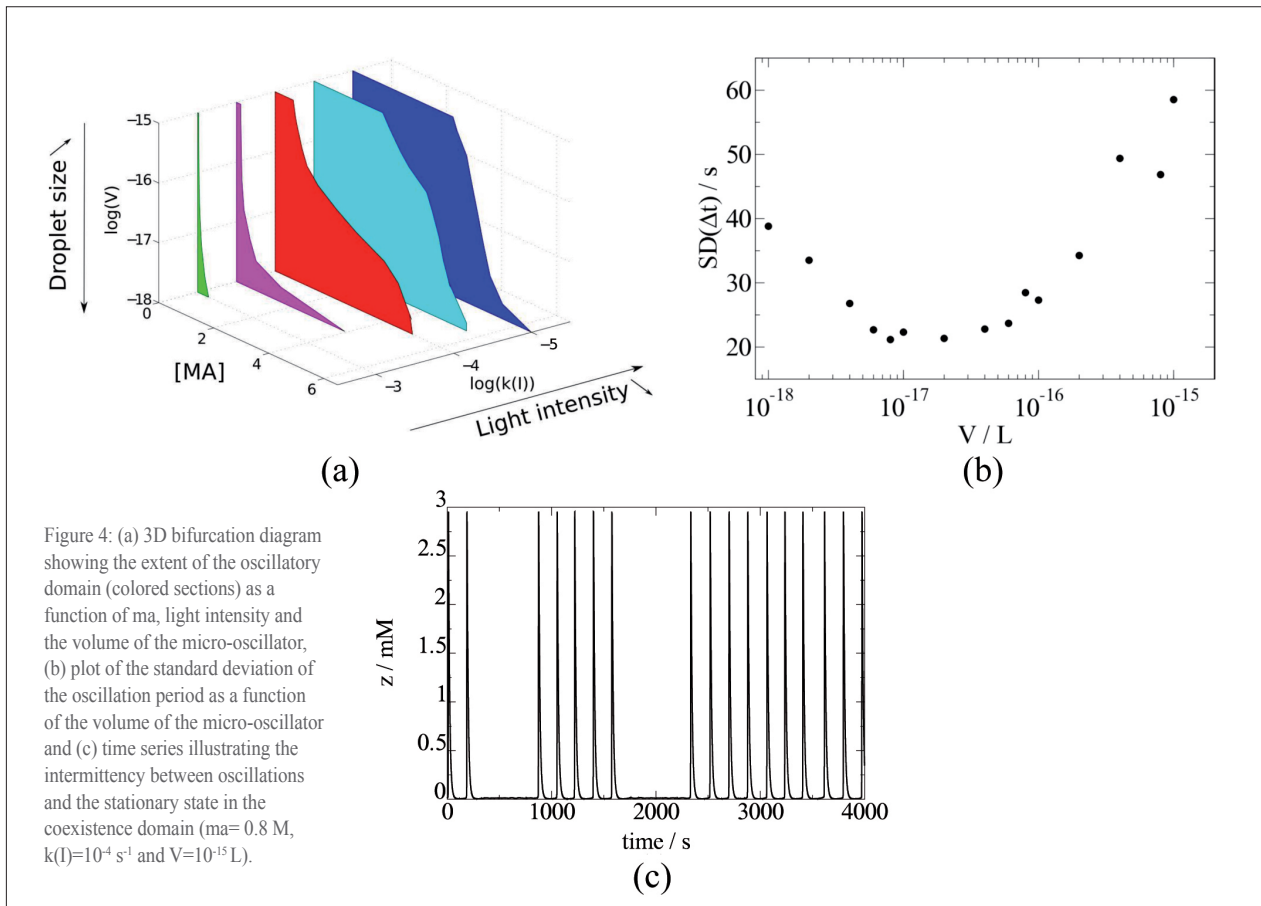 −15
−16
−17
−18
log(V)
Droplet size
0
2
4
6
[MA]
−3
−4
−5
log(k(I))
Light intensity
(a)
60
50
40
30
20
SD(Δt) / s
10-18
10-17
10-16
10-15
V / L
(b)
3
2.5
2
1.5
1
0.5
0
z / mM
0 1000 2000 3000 4000
time / s
(c)
Figure 4: (a) 3D bifurcation diagram
showing the extent of the oscillatory
domain (colored sections) as a
function of ma, light intensity and
the volume of the micro-oscillator,
(b) plot of the standard deviation of
the oscillation period as a function
of the volume of the micro-oscillator
and (c) time series illustrating the
intermittency between oscillations
and the stationary state in the
coexistence domain (ma= 0.8 M,
k(I)=10-4 s-1 and V=10-15 L).